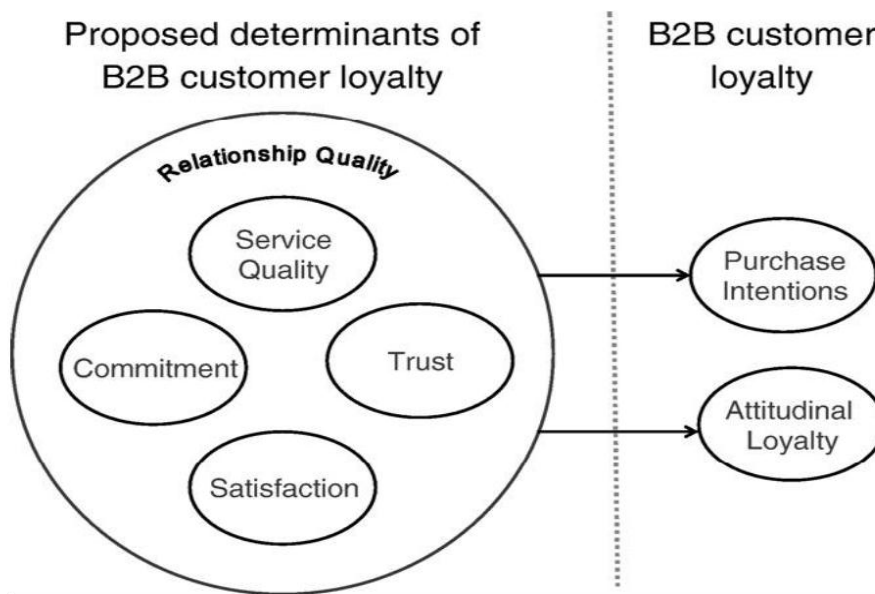 Proposed determinants of
B2B customer loyalty
B2B customer
loyalty
Relationship Quality
Service
Quality
Commitment
Trust
Satisfaction
Purchase
Intentions
Attitudinal
Loyalty